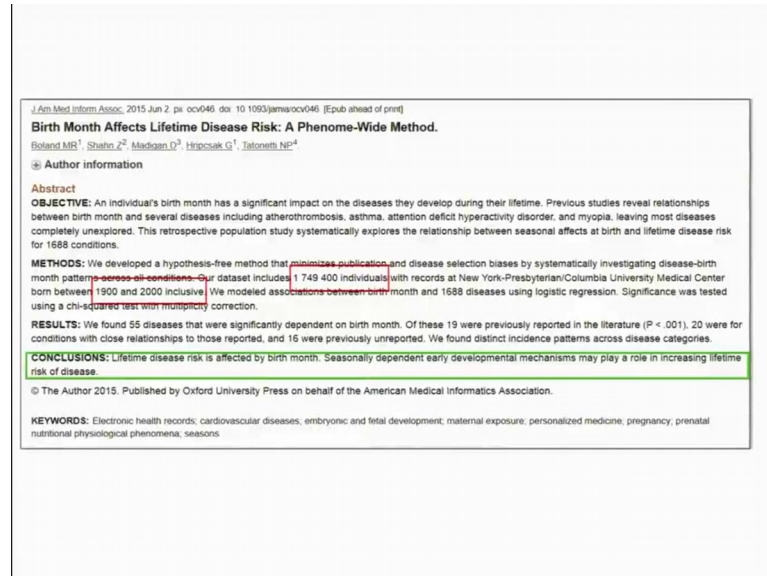 J Am Med Inform Assoc. 2015 Jun 2. pii: ocv046. doi: 10.1093/jamia/ocv046. [Epub ahead of print]
Birth Month Affects Lifetime Disease Risk: A Phenome-Wide Method.
Boland MR1, Shahn Z2, Madigan D3, Hripcsak G1, Tatonetti NP4.
Author information
Abstract
OBJECTIVE: An individual's birth month has a significant impact on the diseases they develop during their lifetime. Previous studies reveal relationships
between birth month and several diseases including atherothrombosis, asthma, attention deficit hyperactivity disorder, and myopia, leaving most diseases
completely unexplored. This retrospective population study systematically explores the relationship between seasonal affects at birth and lifetime disease risk
for 1688 conditions.
METHODS: We developed a hypothesis-free method that minimizes publication and disease selection biases by systematically investigating disease-birth
month patterns across all conditions. Our dataset includes 1 749 400 individuals with records at New York-Presbyterian/Columbia University Medical Center
born between 1900 and 2000 inclusive. We modeled associations between birth month and 1688 diseases using logistic regression. Significance was tested
using a chi-squared test with multiplicity correction.
RESULTS: We found 55 diseases that were significantly dependent on birth month. Of these 19 were previously reported in the literature (P < .001), 20 were for
conditions with close relationships to those reported, and 16 were previously unreported. We found distinct incidence patterns across disease categories.
CONCLUSIONS: Lifetime disease risk is affected by birth month. Seasonally dependent early developmental mechanisms may play a role in increasing lifetime
risk of disease.
© The Author 2015. Published by Oxford University Press on behalf of the American Medical Informatics Association.
KEYWORDS: Electronic health records; cardiovascular diseases; embryonic and fetal development; maternal exposure; personalized medicine; pregnancy; prenatal
nutritional physiological phenomena; seasons